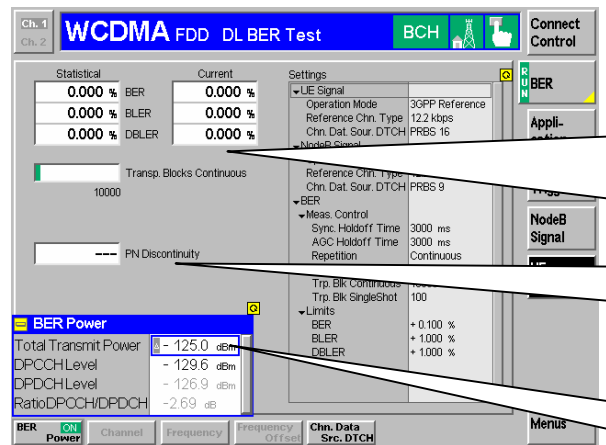 Ch. 1
Ch. 2
WCDMA FDD DL BER Test
BCH
Connect
Control
Statistical
Current
0.000 % BER 0.000 %
0.000 % BLER 0.000 %
0.000 % DBLER 0.000 %
Transp. Blocks Continuous
10000
--- PN Discontinuity
Settings
UE Signal
Operation Mode 3GPP Reference
Reference Chn. Type 12.2 kbps
Chn. Dat. Sour. DTCH PRBS 16
NodeB Signal
Reference Chn. Type
Chn. Dat. Sour. DTCH PRBS 9
BER
Meas. Control
Sync. Holdoff Time 3000 ms
AGC Holdoff Time 3000 ms
Repetition Continuous
Trp. Blk Continuous
Trp. Blk SingleShot 100
Limits
BER + 0.100 %
BLER + 1.000 %
DBLER + 1.000 %
RUN
BER
Appli-
NodeB
Signal
BER Power
Total Transmit Power - 125.0 dBm
DPCCH Level - 129.6 dBm
DPDCH Level - 126.9 dBm
Ratio DPCCH/DPDCH -2.69 dB
BER ON
Power
Channel
Frequency
Frequency
Offset
Chn. Data
Src. DTCH
Menus